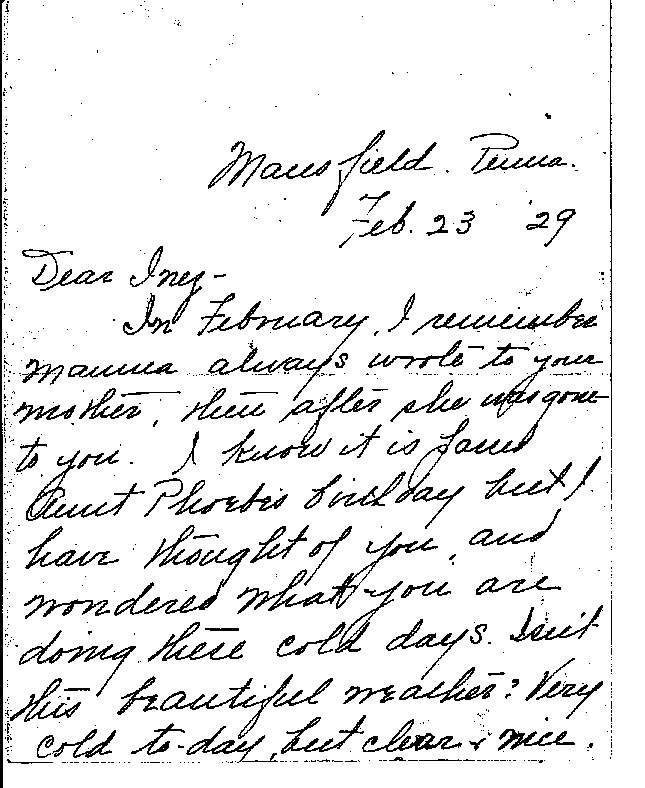 Mansfield. Penna.
Feb. 23 '29
Dear Inez-
In February, I remember
mamma always wrote to your
mother, then after she was gone
to you. I know it is past
Aunt Phoebes birthday but I
have thought of you, and
wondered what you are
doing these cold days. Isn't
this beautiful weather? Very
cold to-day, but clear & nice.